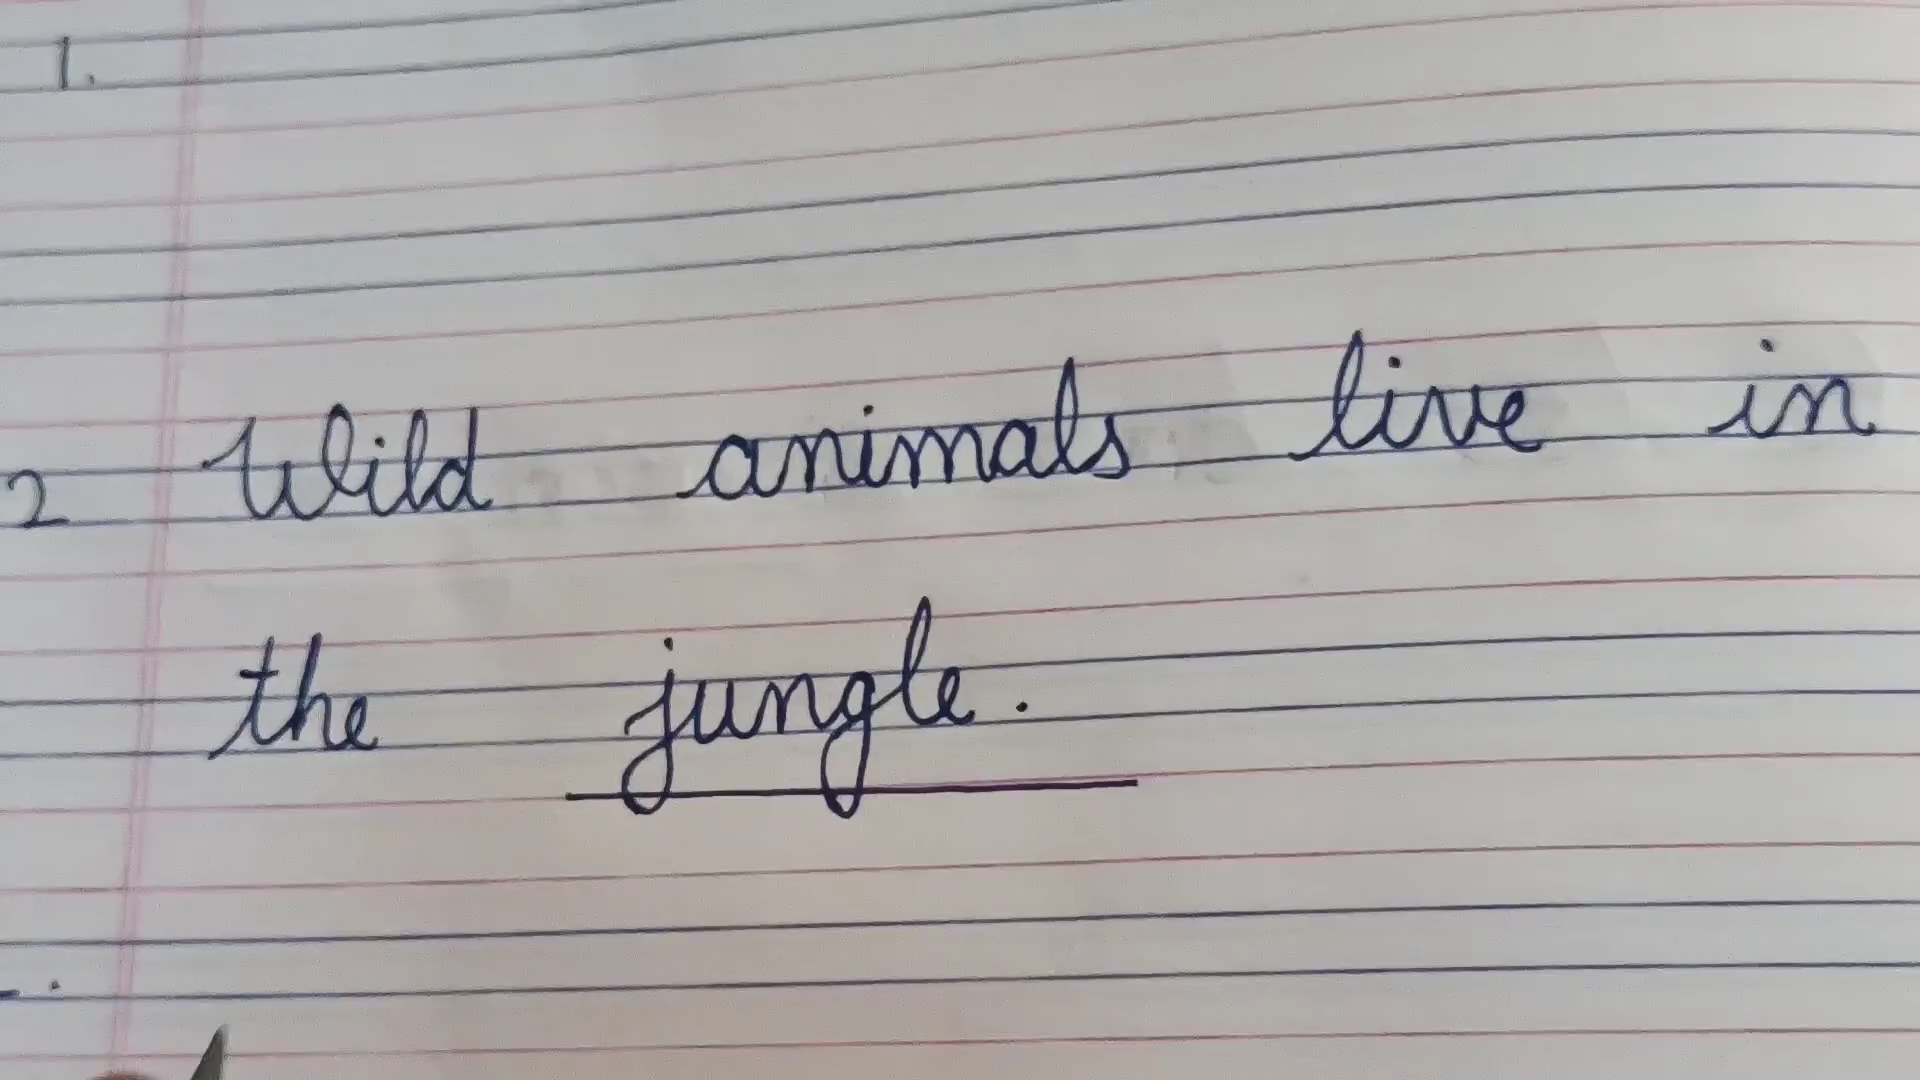 1.
2 Wild animals live in
the jungle.